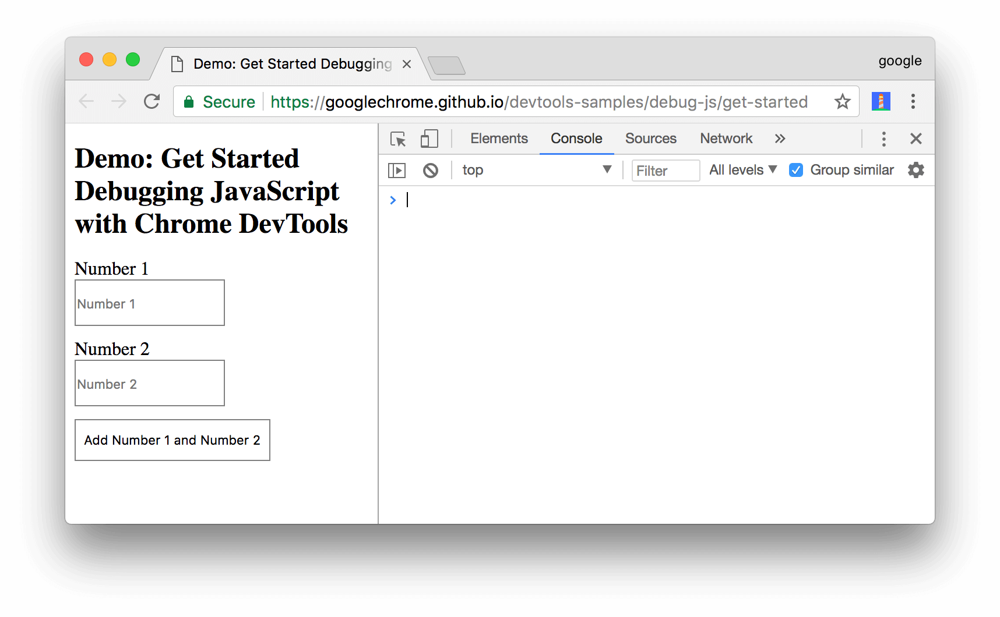 Demo: Get Started Debugging
google
Secure https://googlechrome.github.io/devtools-samples/debug-js/get-started
Demo: Get Started
Debugging JavaScript
with Chrome DevTools
Number 1
Number 1
Number 2
Number 2
Add Number 1 and Number 2
Elements Console Sources Network »
top Filter All levels Group similar